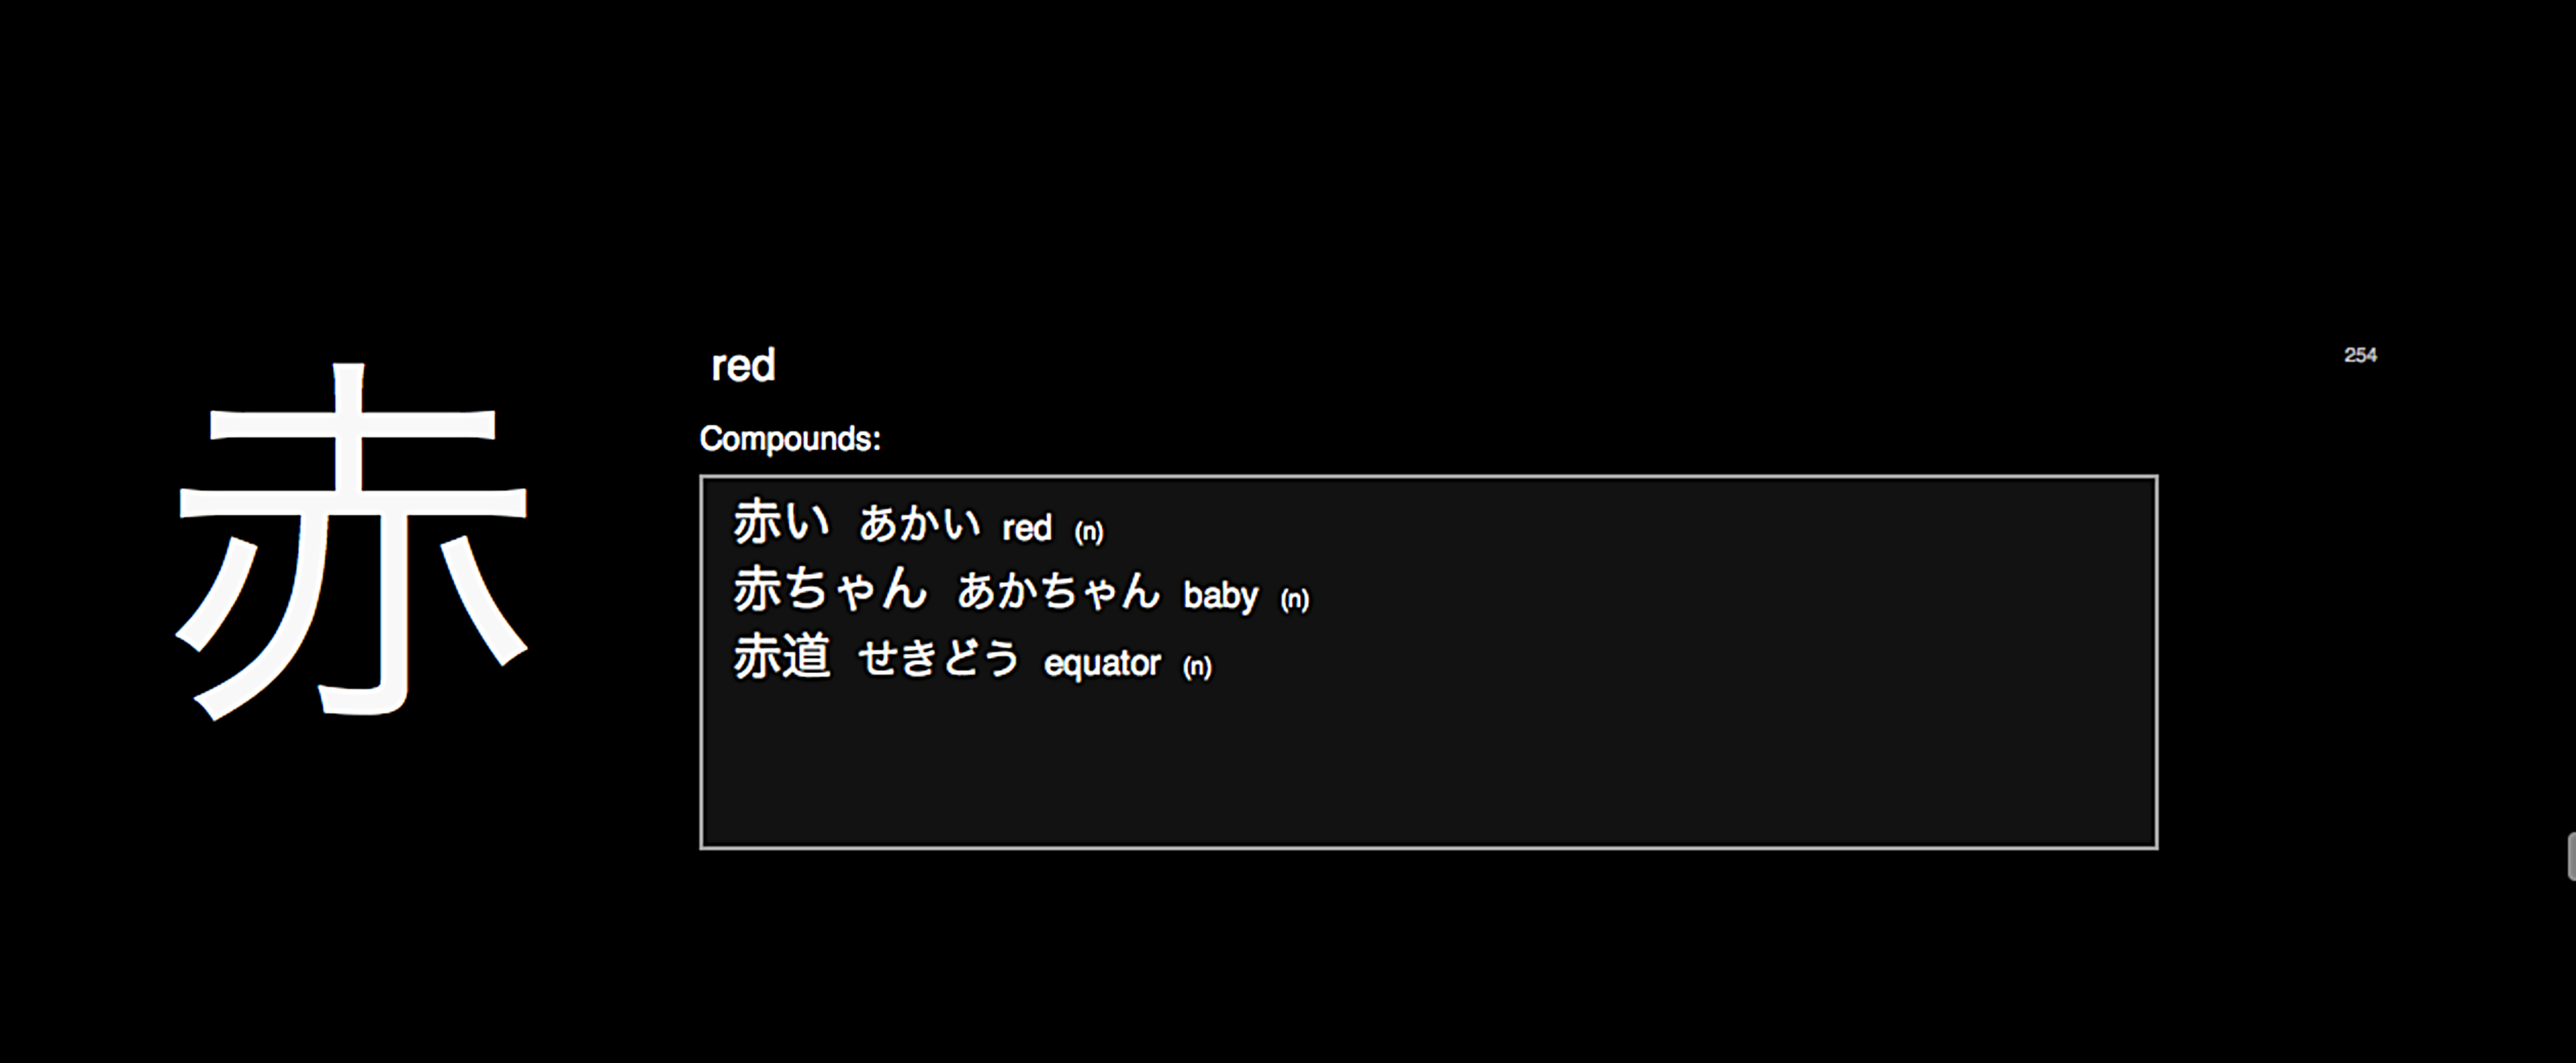 赤
red
254
Compounds:
赤い あかい red (n)
赤ちゃん あかちゃん baby (n)
赤道 せきどう equator (n)